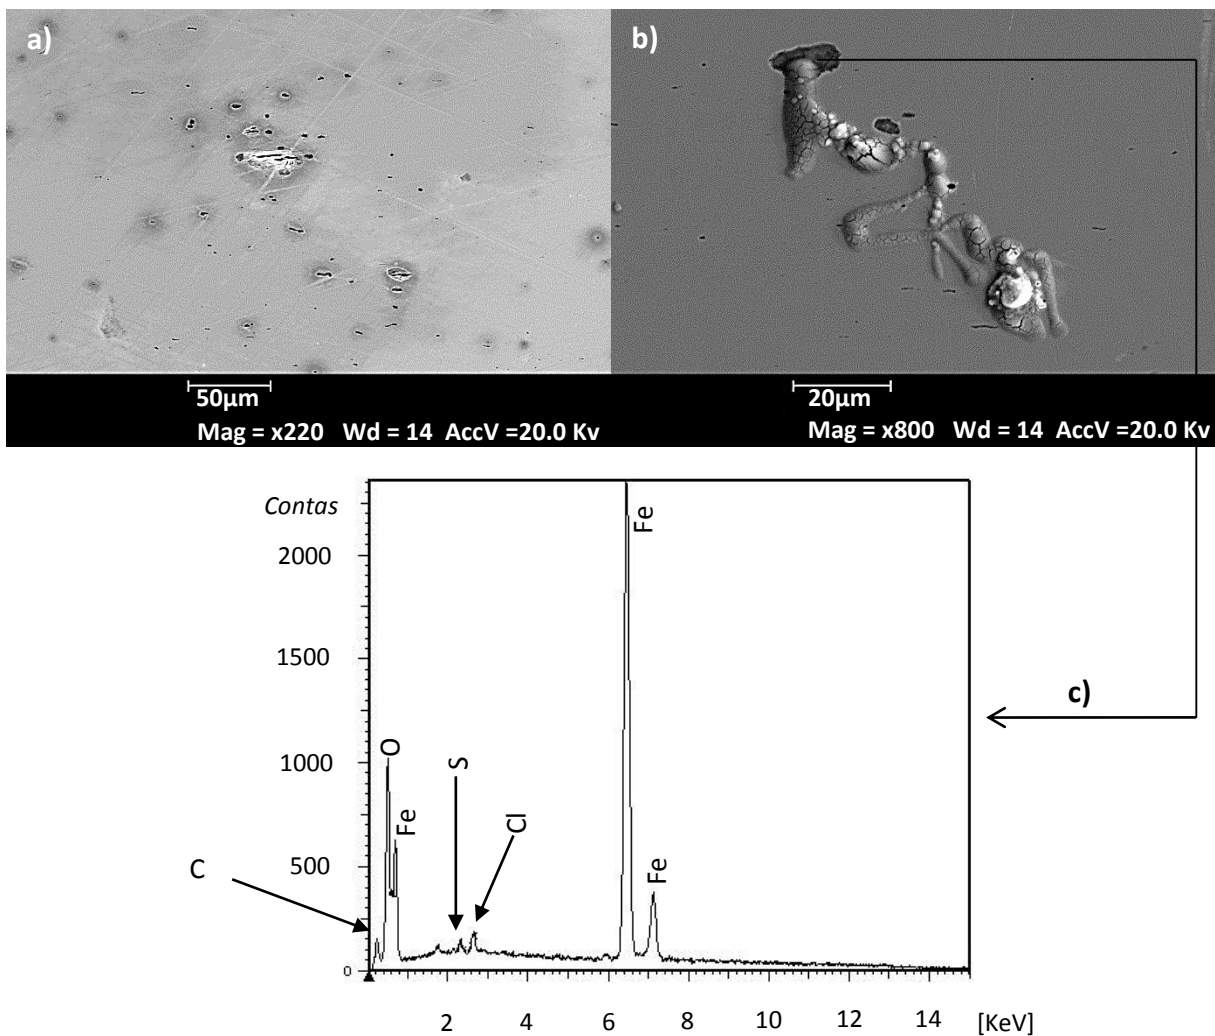 a)
b)
50µm
Mag = x220 Wd = 14 AccV =20.0 Kv
20µm
Mag = x800 Wd = 14 AccV =20.0 Kv
Contas
2000
1500
1000
500
0
C
O
Fe
S
Cl
Fe
Fe
c)
2 4 6 8 10 12 14 [KeV]